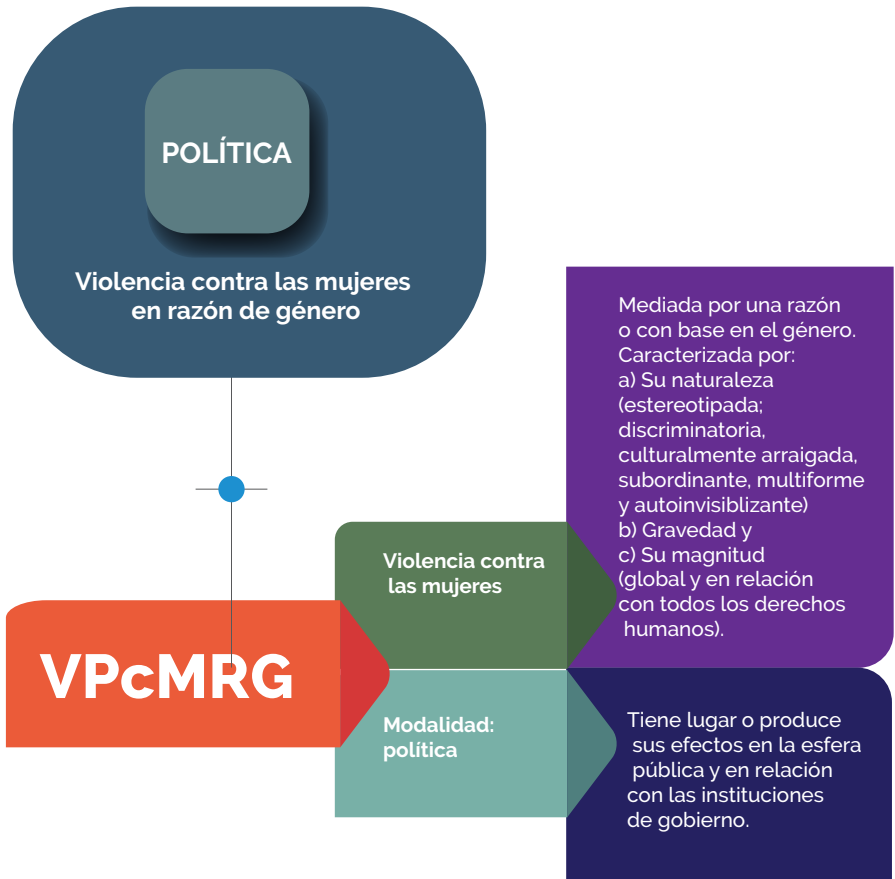 POLÍTICA
Violencia contra las mujeres
en razón de género
VPcMRG
Violencia contra
las mujeres
Mediada por una razón
o con base en el género.
Caracterizada por:
a) Su naturaleza
(estereotipada;
discriminatoria,
culturalmente arraigada,
subordinante, multiforme
y autoinvisiblizante)
b) Gravedad y
c) Su magnitud
(global y en relación
con todos los derechos
humanos).
Modalidad:
política
Tiene lugar o produce
sus efectos en la esfera
pública y en relación
con las instituciones
de gobierno.